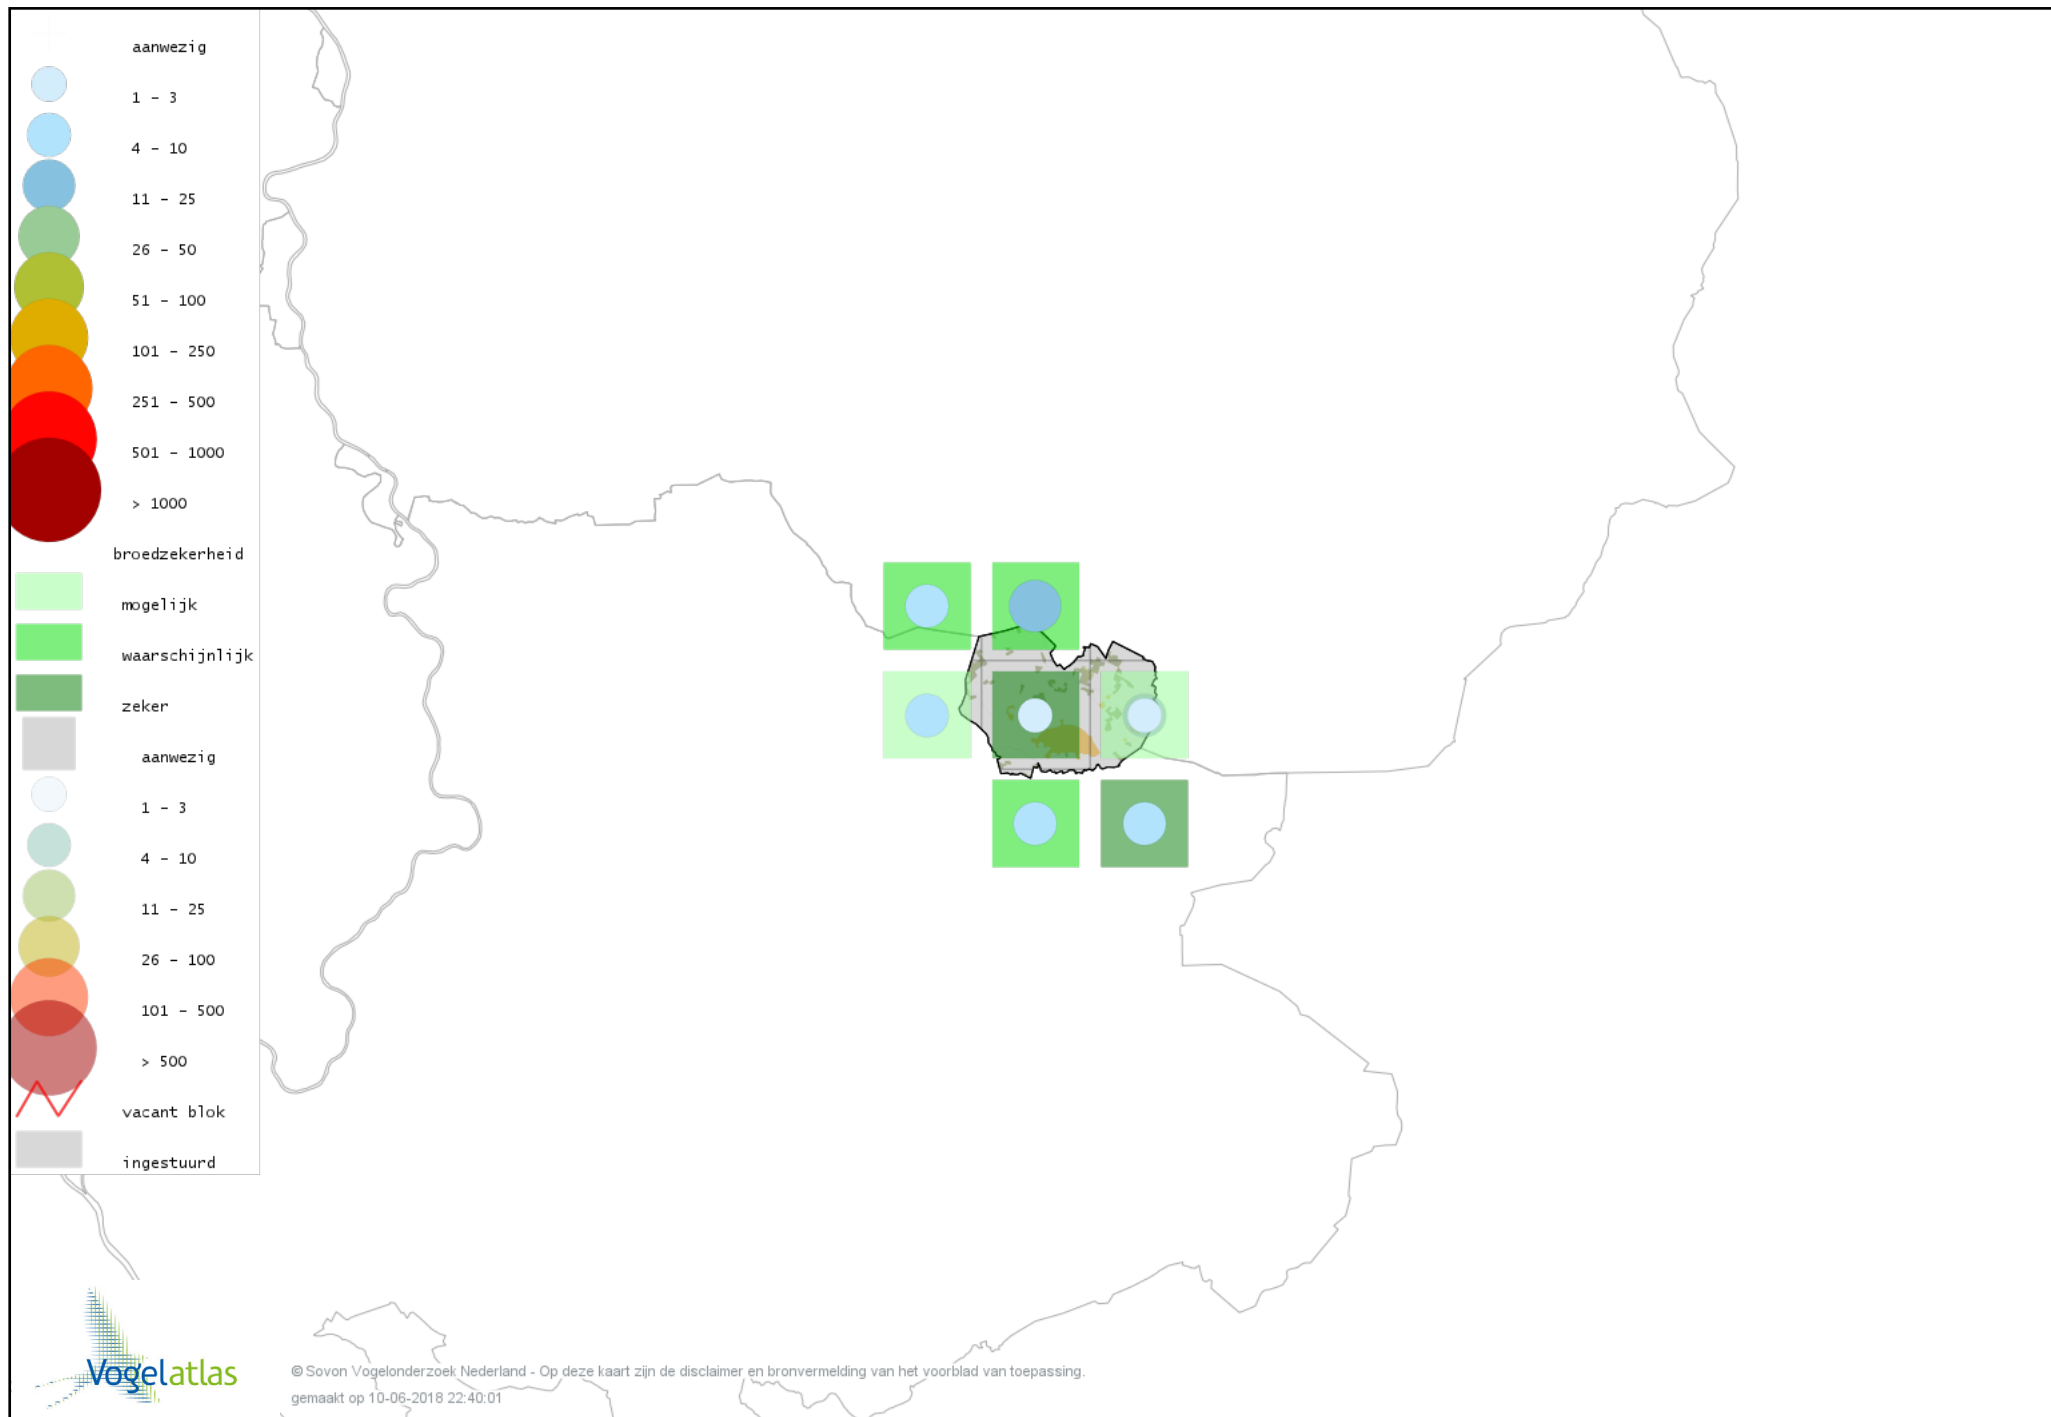 aanwezig
1 - 3
4 - 10
11 - 25
26 - 50
51 - 100
101 - 250
251 - 500
501 - 1000
> 1000
broedzekerheid
mogelijk
waarschijnlijk
zeker
aanwezig
1 - 3
4 - 10
11 - 25
26 - 100
101 - 500
> 500
vacant blok
ingestuurd
Vogelatlas
© Sovon Vogelonderzoek Nederland - Op deze kaart zijn de disclaimer en bronvermelding van het voorblad van toepassing.
gemaakt op 10-06-2018 22:40:01